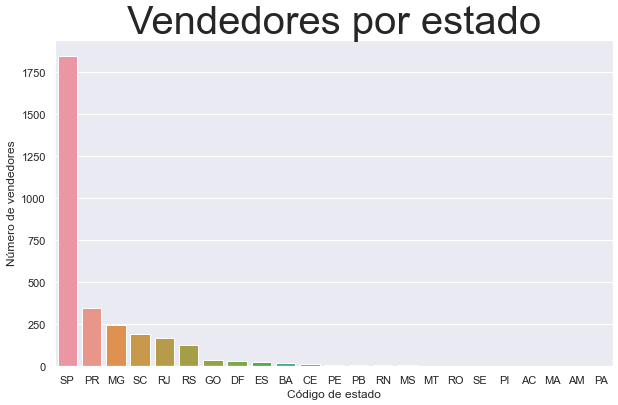 Vendedores por estado
Número de vendedores
1750
1500
1250
1000
750
500
250
0
SP PR MG SC RJ RS GO DF ES BA CE PE PB RN MS MT RO SE PI AC MA AM PA
Código de estado